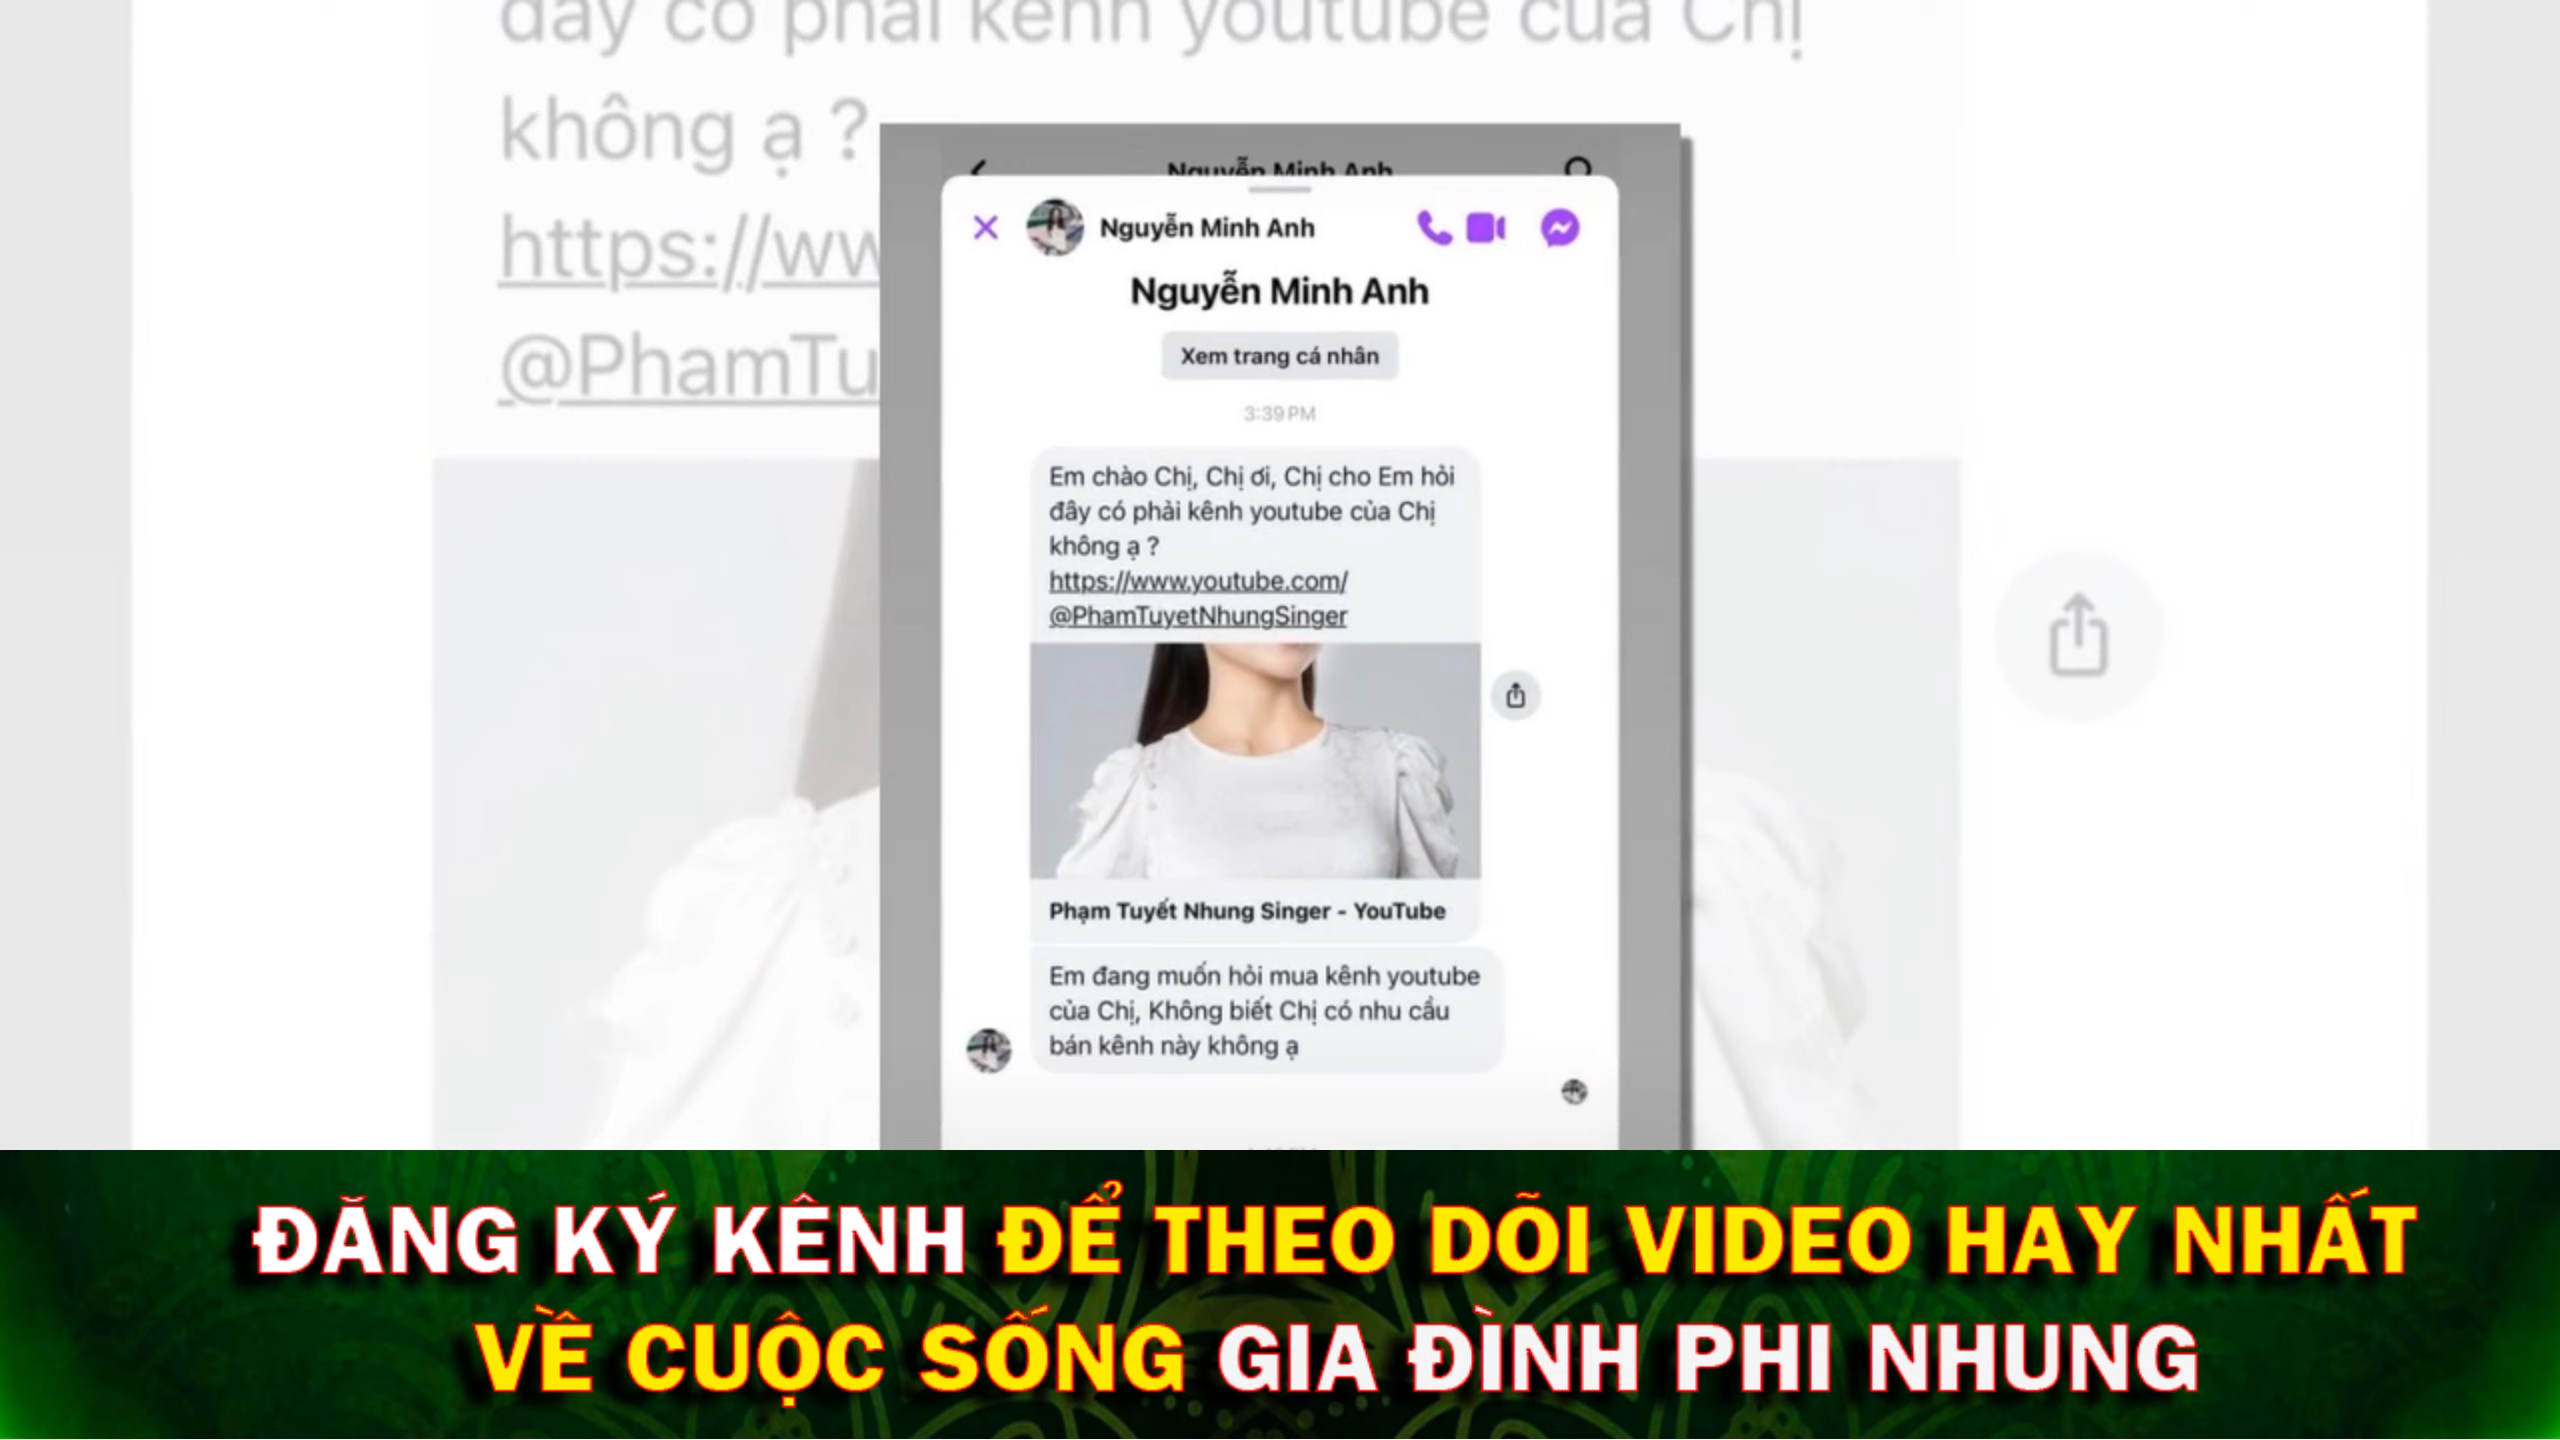 đây có phải kênh youtube của Chị
không ạ ?
https://ww
@PhamTu
Nguyễn Minh Anh
Nguyễn Minh Anh
Nguyễn Minh Anh
Xem trang cá nhân
3:39 PM
Em chào Chị, Chị ơi, Chị cho Em hỏi
đây có phải kênh youtube của Chị
không ạ ?
https://www.youtube.com/
@PhamTuyetNhungSinger
Phạm Tuyết Nhung Singer - YouTube
Em đang muốn hỏi mua kênh youtube
của Chị, Không biết Chị có nhu cầu
bán kênh này không ạ
ĐĂNG KÝ KÊNH ĐỂ THEO DÕI VIDEO HAY NHẤT
VỀ CUỘC SỐNG GIA ĐÌNH PHI NHUNG